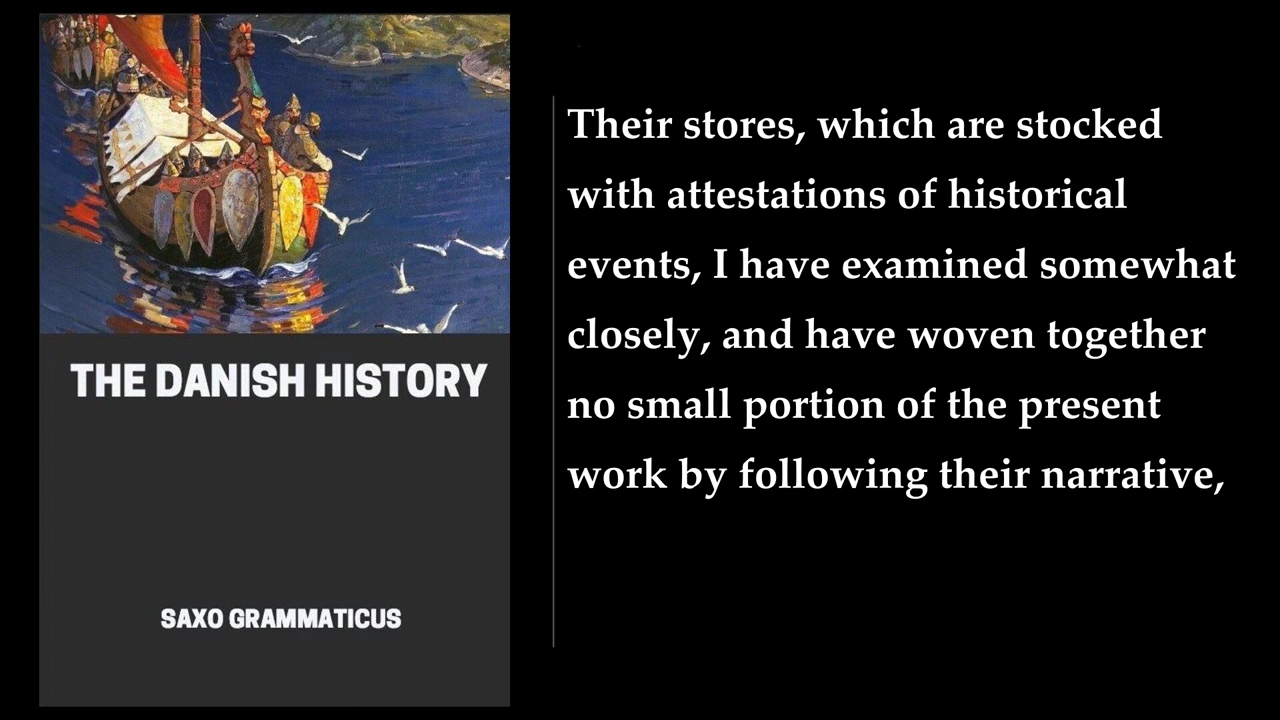 THE DANISH HISTORY
SAXO GRAMMATICUS
Their stores, which are stocked
with attestations of historical
events, I have examined somewhat
closely, and have woven together
no small portion of the present
work by following their narrative,